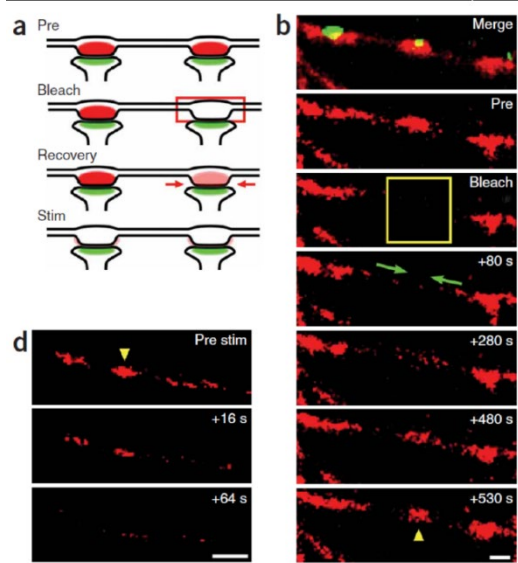 a
Pre
Bleach
Recovery
Stim
b
Merge
Pre
Bleach
+80 s
+280 s
+480 s
+530 s
d
Pre stim
+16 s
+64 s